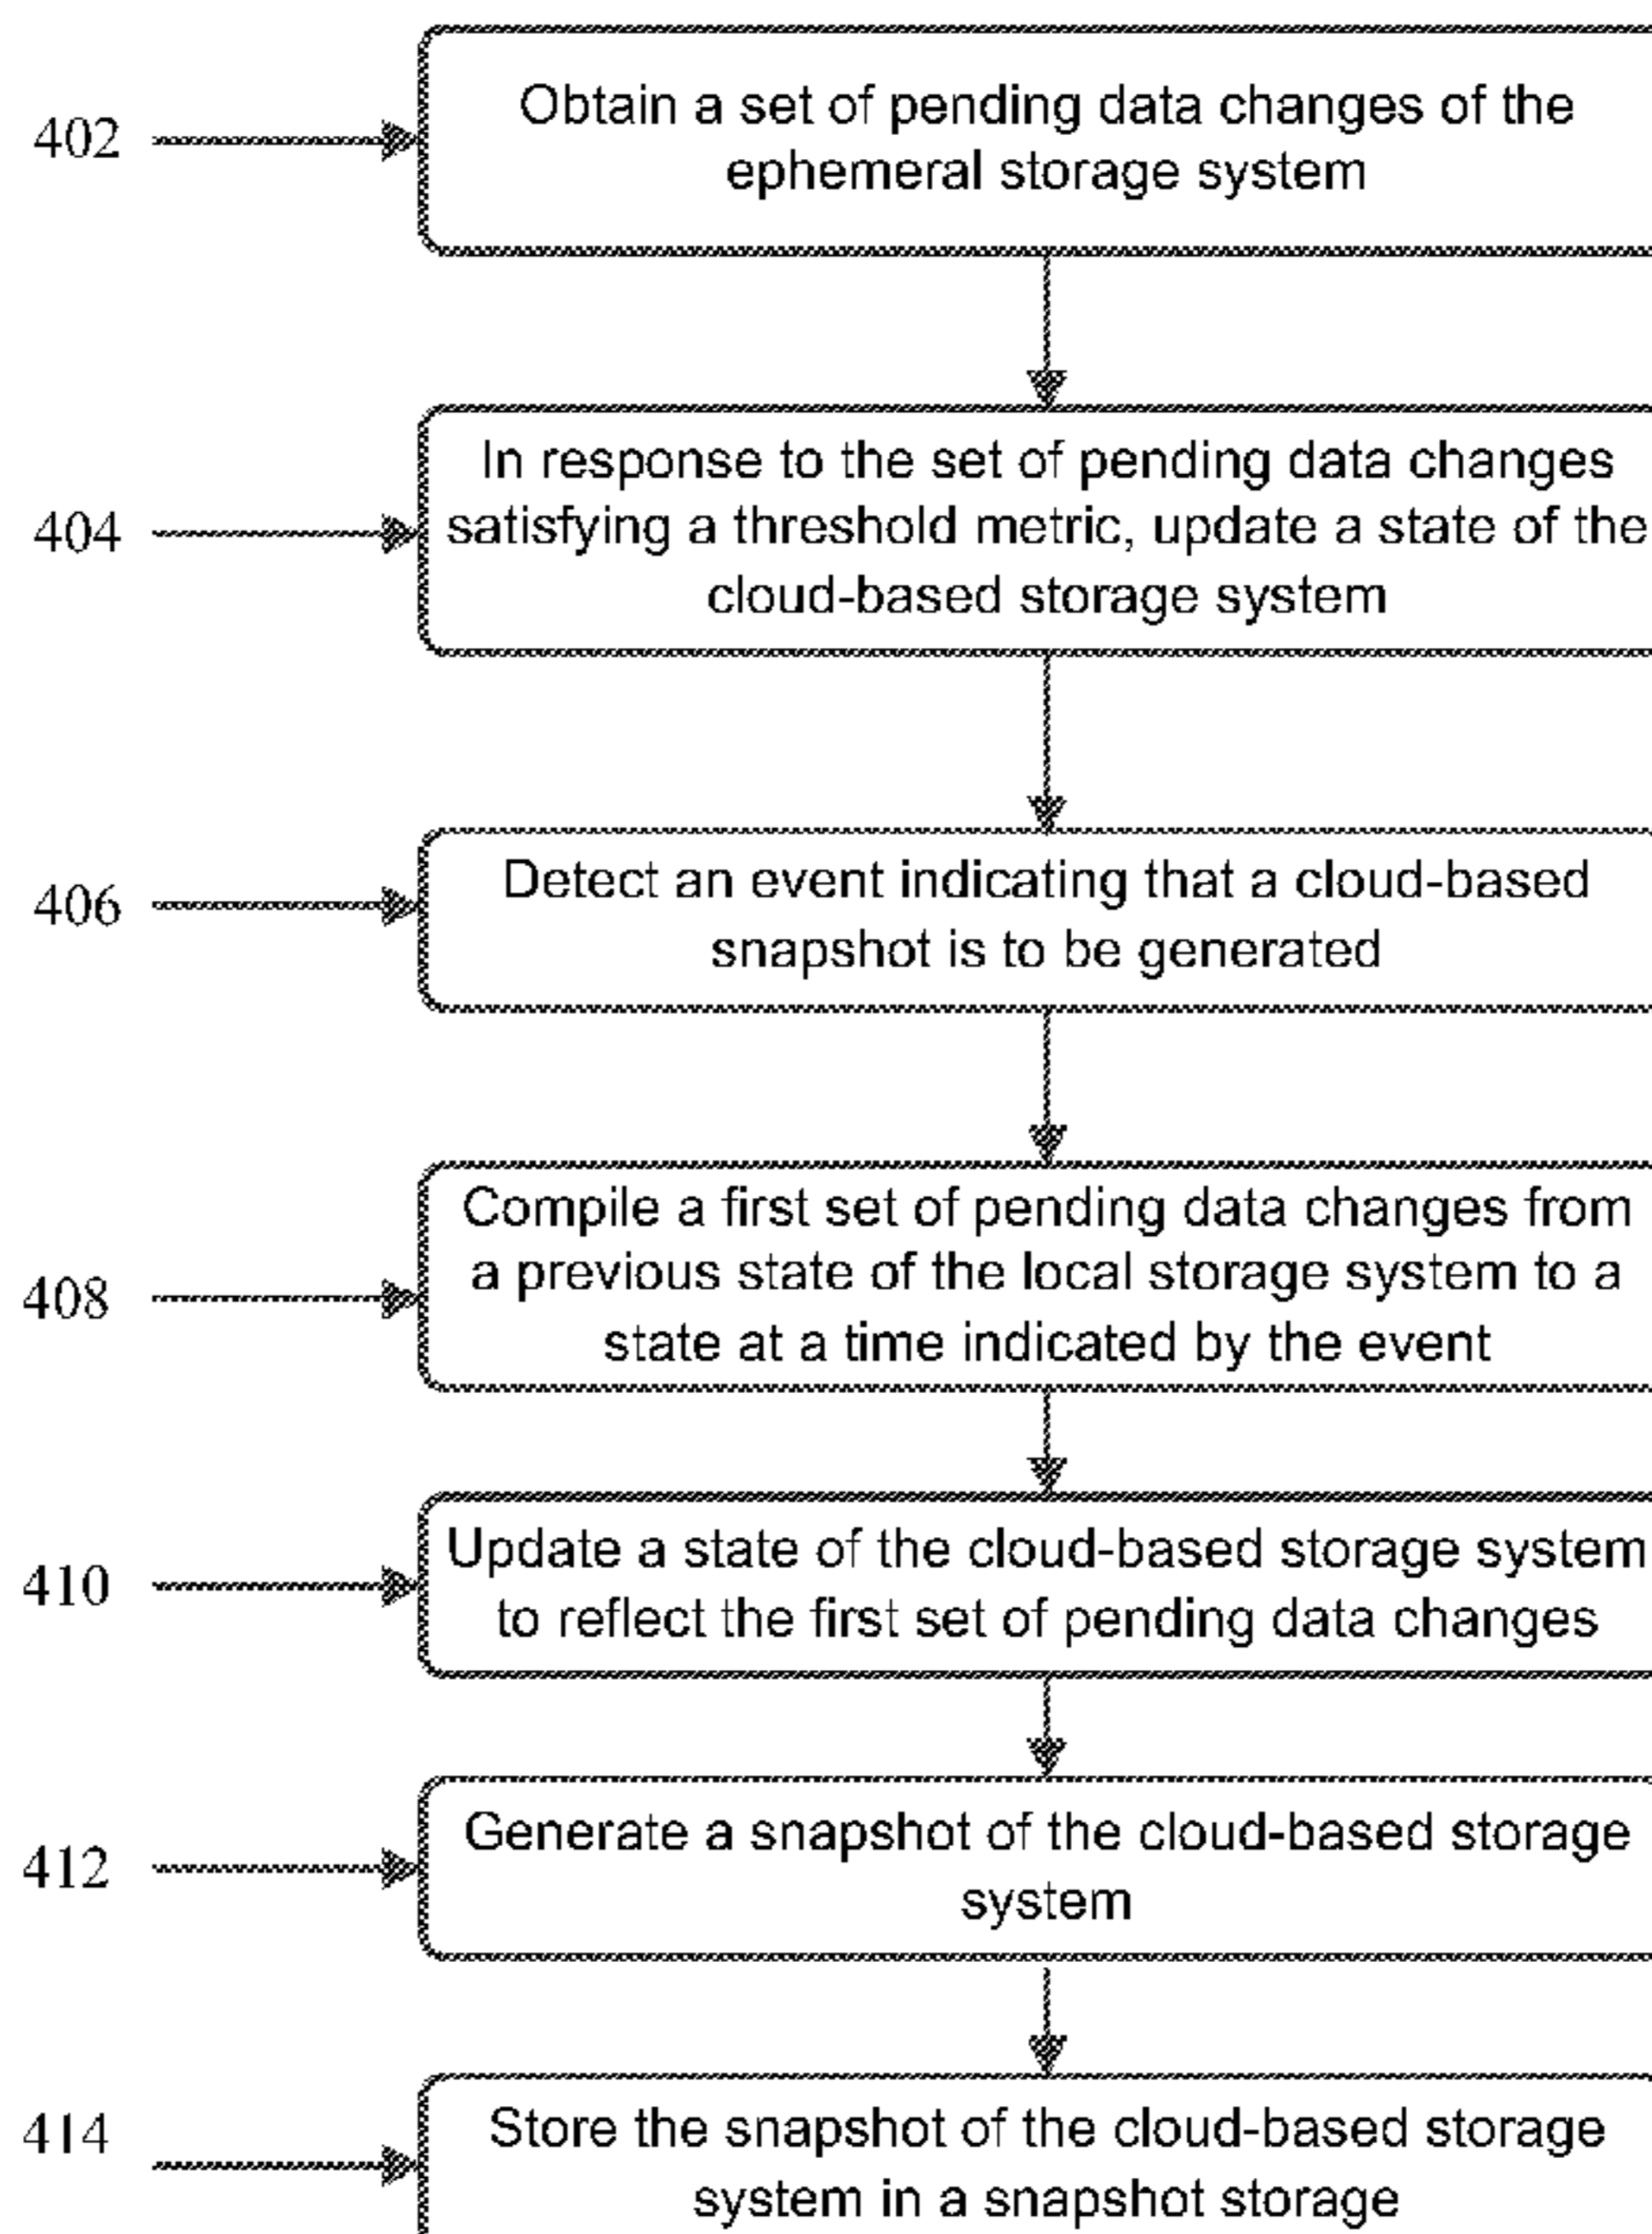 402
Obtain a set of pending data changes of the
ephemeral storage system
404
In response to the set of pending data changes
satisfying a threshold metric, update a state of the
cloud-based storage system
406
Detect an event indicating that a cloud-based
snapshot is to be generated
408
Compile a first set of pending data changes from
a previous state of the local storage system to a
state at a time indicated by the event
410
Update a state of the cloud-based storage system
to reflect the first set of pending data changes
412
Generate a snapshot of the cloud-based storage
system
414
Store the snapshot of the cloud-based storage
system in a snapshot storage